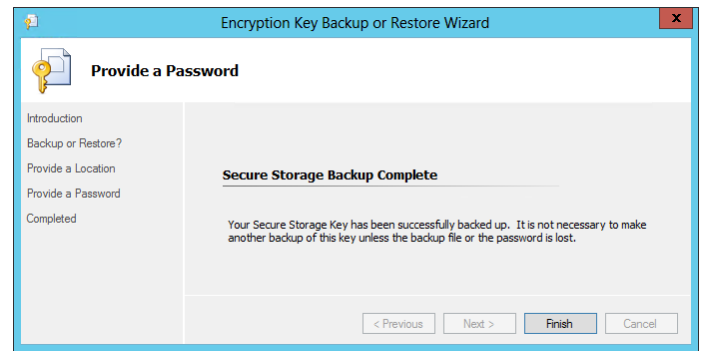 Encryption Key Backup or Restore Wizard
x
Provide a Password
Introduction
Backup or Restore?
Provide a Location
Provide a Password
Completed
Secure Storage Backup Complete
Your Secure Storage Key has been successfully backed up. It is not necessary to make
another backup of this key unless the backup file or the password is lost.
< Previous
Next >
Finish
Cancel